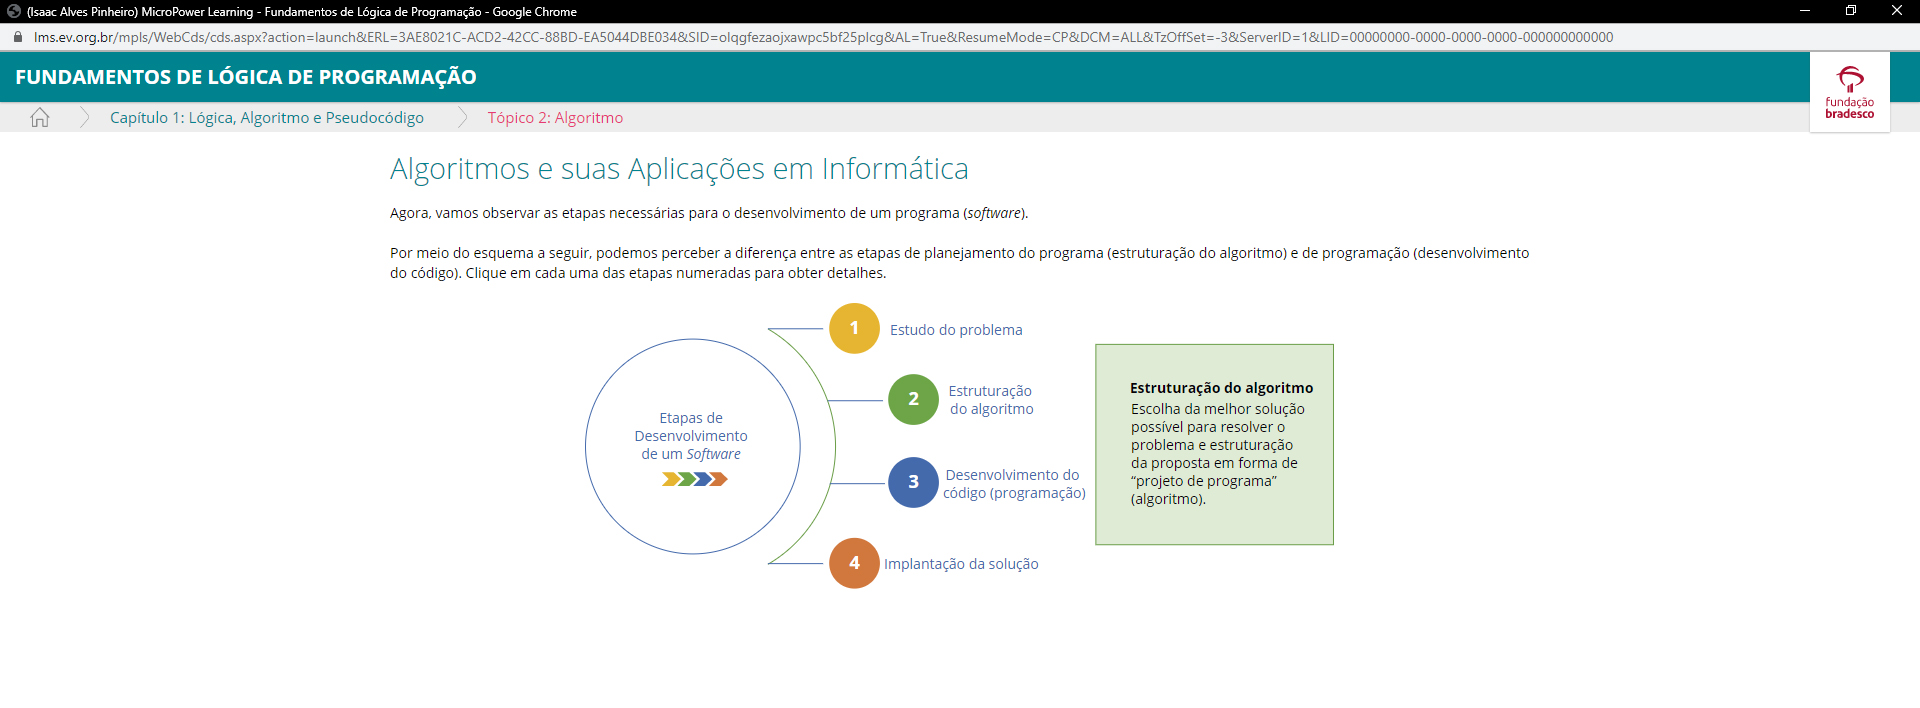 (Isaac Alves Pinheiro) MicroPower Learning - Fundamentos de Lógica de Programação - Google Chrome
lms.ev.org.br/mpls/WebCds/cds.aspx?action=launch&ERL=3AE8021C-ACD2-42CC-88BD-EA5044DBE034&SID=olqgfezaojxawpc5bf25plcg&AL=True&ResumeMode=CP&DCM=ALL&TzOffSet=-3&ServerID=1&LID=00000000-0000-0000-0000-000000000000
FUNDAMENTOS DE LÓGICA DE PROGRAMAÇÃO
fundação
bradesco
Capítulo 1: Lógica, Algoritmo e Pseudocódigo
Tópico 2: Algoritmo
Algoritmos e suas Aplicações em Informática
Agora, vamos observar as etapas necessárias para o desenvolvimento de um programa (software).
Por meio do esquema a seguir, podemos perceber a diferença entre as etapas de planejamento do programa (estruturação do algoritmo) e de programação (desenvolvimento
do código). Clique em cada uma das etapas numeradas para obter detalhes.
Etapas de
Desenvolvimento
de um Software
1 Estudo do problema
2 Estruturação
do algoritmo
3 Desenvolvimento do
código (programação)
4 Implantação da solução
Estruturação do algoritmo
Escolha da melhor solução
possível para resolver o
problema e estruturação
da proposta em forma de
“projeto de programa”
(algoritmo).